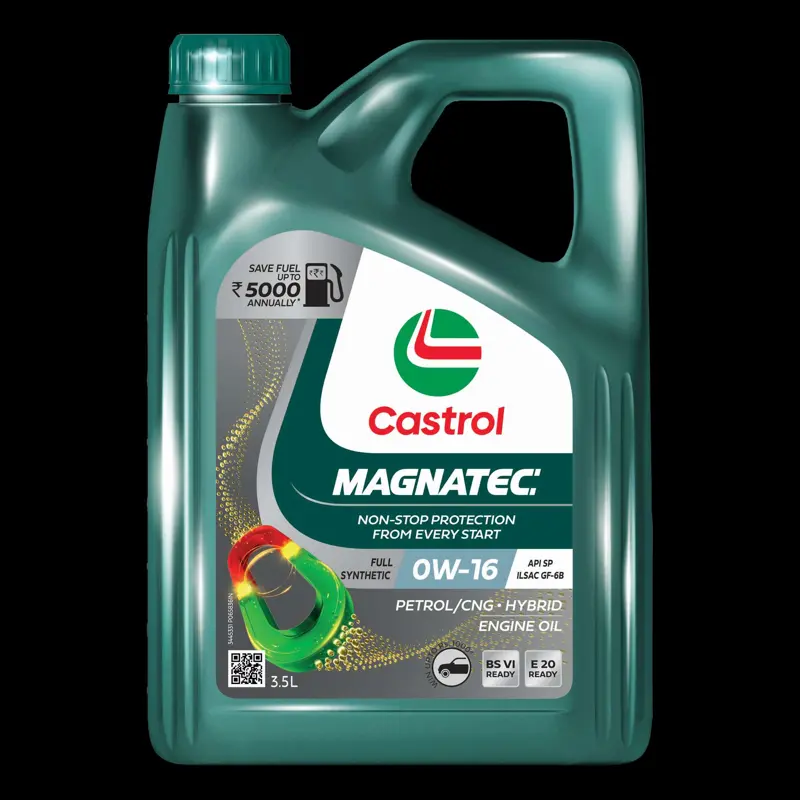 SAVE FUEL
UP TO
₹ 5000
ANNUALLY*
₹₹₹
Castrol
MAGNATEC
NON-STOP PROTECTION
FROM EVERY START
FULL
SYNTHETIC
0W-16
API SP
ILSAC GF-6B
PETROL/CNG • HYBRID
ENGINE OIL
BS VI
READY
E 20
READY
3.5L